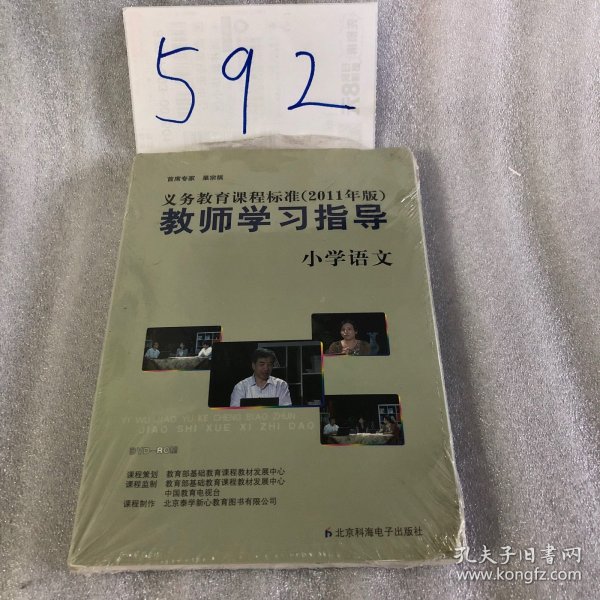 592
首席专家
义务教育课程标准(2011年版)
教师学习指导
小学语文
YI WU JIAO YU KE CHENG BIAO ZHUN
JIAO SHI XUE XI ZHI DAO
课程策划 教育部基础教育课程教材发展中心
课程监制 教育部基础教育课程教材发展中心
中国教育电视台
课程制作 北京泰学新心教育图书有限公司
北京科海电子出版社
孔夫子旧书网
www.kongfz.com